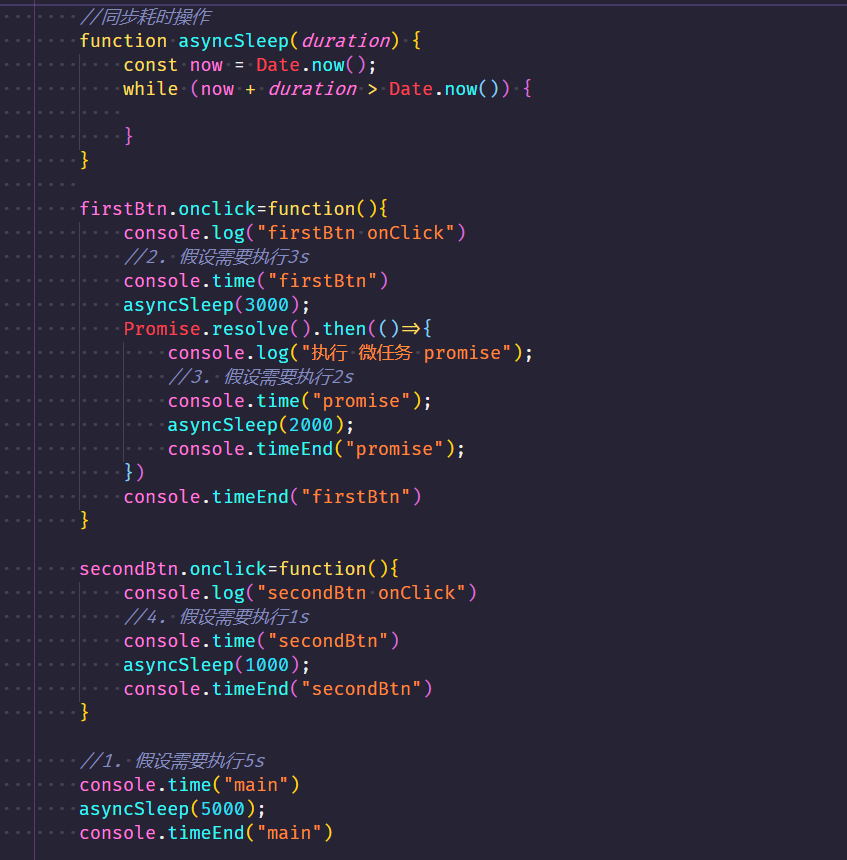 //同步耗时操作
function asyncSleep(duration) {
const now = Date.now();
while (now + duration > Date.now()) {
}
}
firstBtn.onclick=function(){
console.log("firstBtn onClick")
//2. 假设需要执行3s
console.time("firstBtn")
asyncSleep(3000);
Promise.resolve().then(()=>{
console.log("执行 微任务 promise");
//3. 假设需要执行2s
console.time("promise");
asyncSleep(2000);
console.timeEnd("promise");
})
console.timeEnd("firstBtn")
}
secondBtn.onclick=function(){
console.log("secondBtn onClick")
//4. 假设需要执行1s
console.time("secondBtn")
asyncSleep(1000);
console.timeEnd("secondBtn")
}
//1. 假设需要执行5s
console.time("main")
asyncSleep(5000);
console.timeEnd("main")